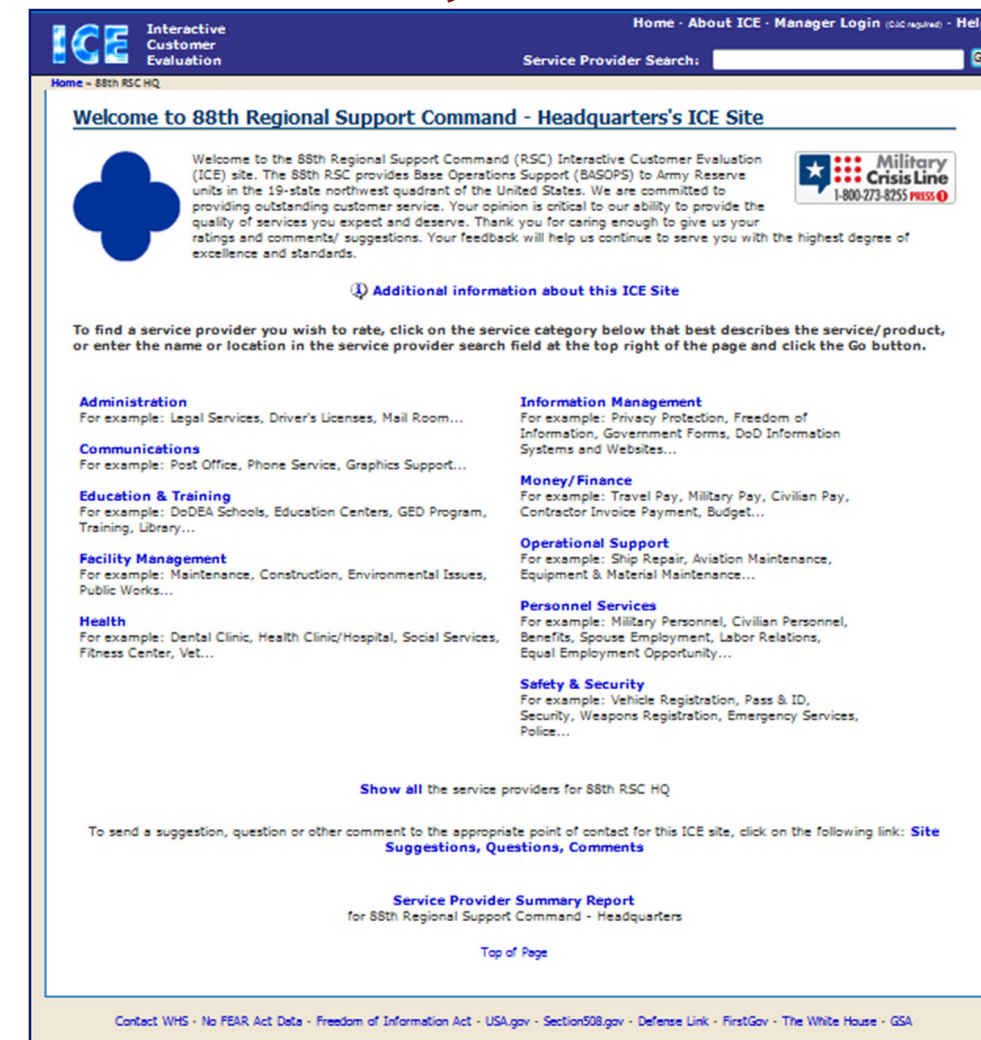 ICE
Interactive
Customer
Evaluation
Home - About ICE - Manager Login (CAC required) - Help
Service Provider Search:
Home - 88th RSC HQ
Welcome to 88th Regional Support Command - Headquarters's ICE Site
Welcome to the 88th Regional Support Command (RSC) Interactive Customer Evaluation
(ICE) site. The 88th RSC provides Base Operations Support (BASOPS) to Army Reserve
units in the 19-state northwest quadrant of the United States. We are committed to
providing outstanding customer service. Your opinion is critical to our ability to provide the
quality of services you expect and deserve. Thank you for caring enough to give us your
ratings and comments/ suggestions. Your feedback will help us continue to serve you with the highest degree of
excellence and standards.
Military
Crisis Line
1-800-273-8255 PRESS 1
Additional information about this ICE Site
To find a service provider you wish to rate, click on the service category below that best describes the service/product,
or enter the name or location in the service provider search field at the top right of the page and click the Go button.
Administration
For example: Legal Services, Driver's Licenses, Mail Room...
Communications
For example: Post Office, Phone Service, Graphics Support...
Education & Training
For example: DoDEA Schools, Education Centers, GED Program,
Training, Library...
Facility Management
For example: Maintenance, Construction, Environmental Issues,
Public Works...
Health
For example: Dental Clinic, Health Clinic/Hospital, Social Services,
Fitness Center, Vet...
Information Management
For example: Privacy Protection, Freedom of
Information, Government Forms, DoD Information
Systems and Websites...
Money/Finance
For example: Travel Pay, Military Pay, Civilian Pay,
Contractor Invoice Payment, Budget...
Operational Support
For example: Ship Repair, Aviation Maintenance,
Equipment & Material Maintenance...
Personnel Services
For example: Military Personnel, Civilian Personnel,
Benefits, Spouse Employment, Labor Relations,
Equal Employment Opportunity...
Safety & Security
For example: Vehicle Registration, Pass & ID,
Security, Weapons Registration, Emergency Services,
Police...
Show all the service providers for 88th RSC HQ
To send a suggestion, question or other comment to the appropriate point of contact for this ICE site, click on the following link: Site
Suggestions, Questions, Comments
Service Provider Summary Report
for 88th Regional Support Command - Headquarters
Top of Page
Contact WHS - No FEAR Act Data - Freedom of Information Act - USA.gov - Section508.gov - Defense Link - FirstGov - The White House - GSA